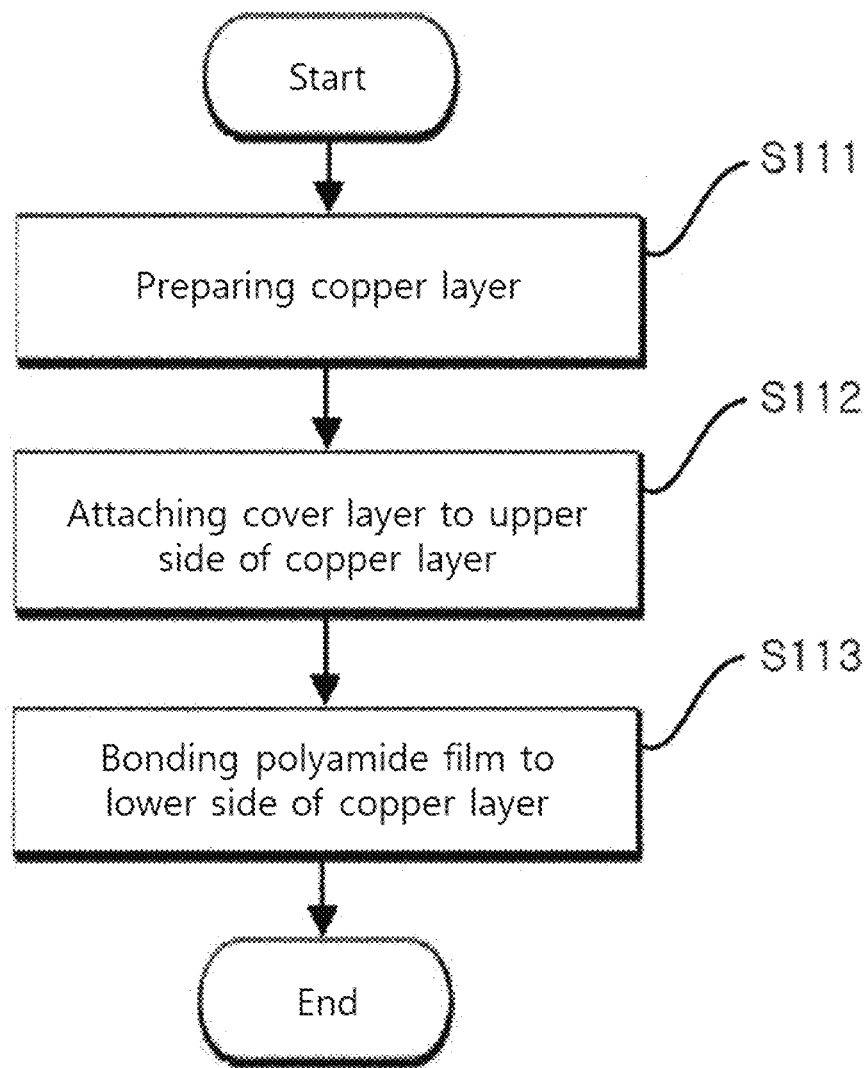 Start
S111
Preparing copper layer
S112
Attaching cover layer to upper
side of copper layer
S113
Bonding polyamide film to
lower side of copper layer
End